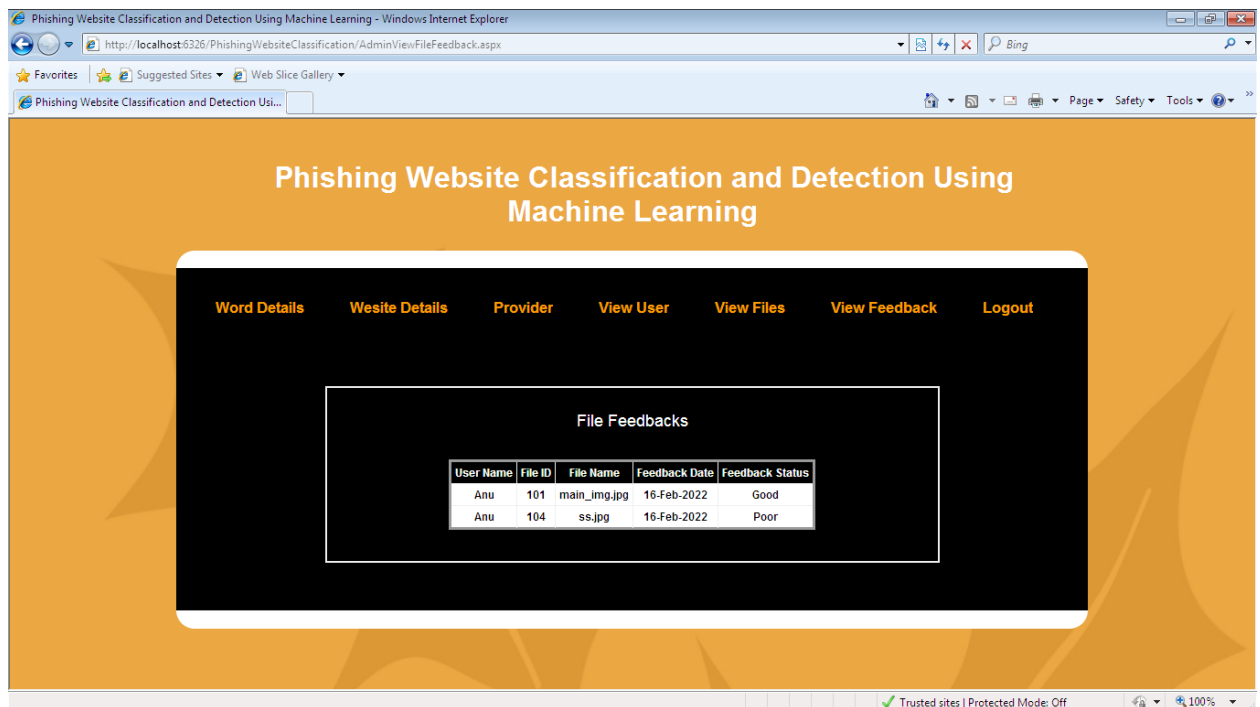 Phishing Website Classification and Detection Using Machine Learning - Windows Internet Explorer
http://localhost:6326/PhishingWebsiteClassification/AdminViewFileFeedback.aspx
Bing
Favorites Suggested Sites Web Slice Gallery
Phishing Website Classification and Detection Usi...
Page Safety Tools
Phishing Website Classification and Detection Using
Machine Learning
Word Details Wesite Details Provider View User View Files View Feedback Logout
File Feedbacks
User Name File ID File Name Feedback Date Feedback Status
Anu 101 main_img.jpg 16-Feb-2022 Good
Anu 104 ss.jpg 16-Feb-2022 Poor
Trusted sites | Protected Mode: Off 100%